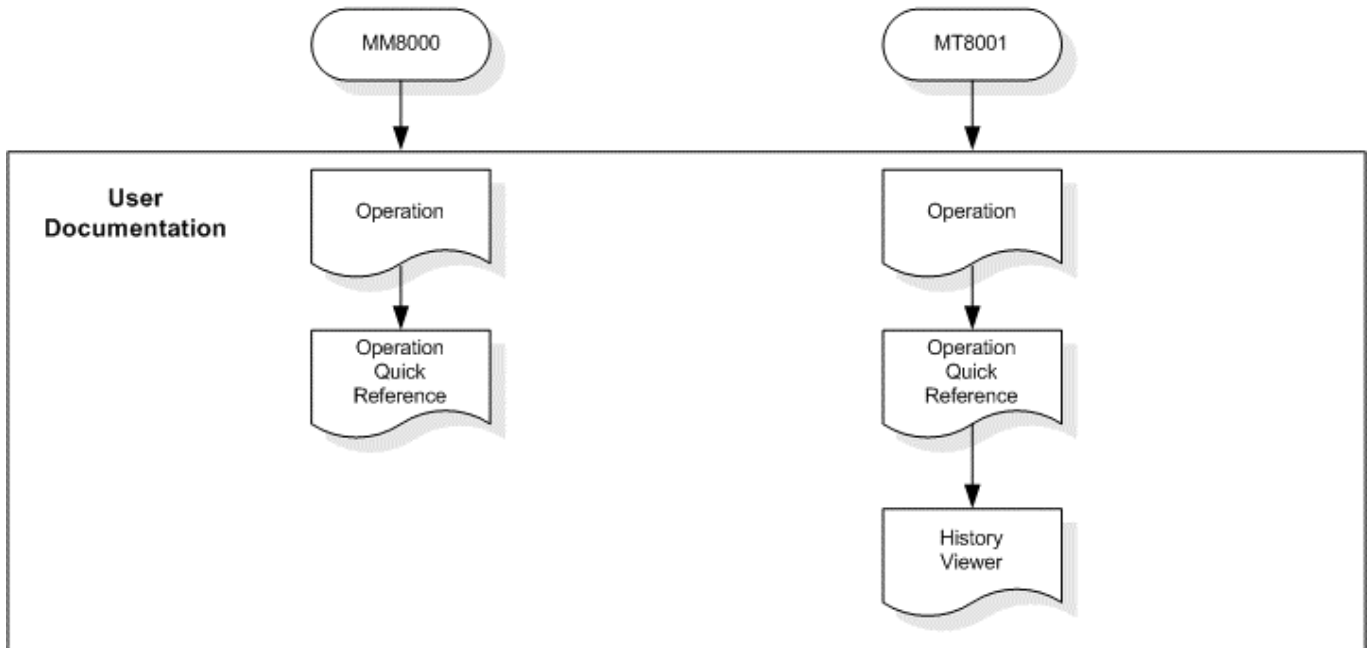 MM8000
MT8001
User
Documentation
Operation
Operation
Operation
Quick
Reference
Operation
Quick
Reference
History
Viewer